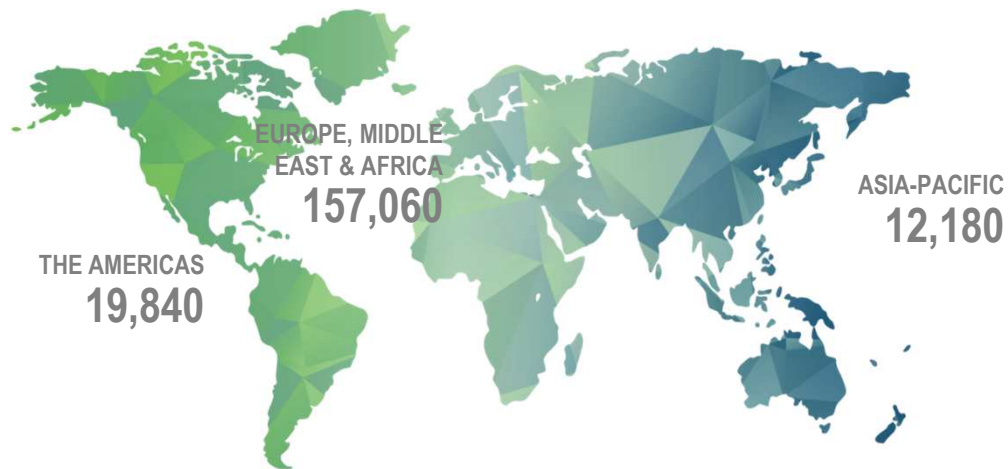 EUROPE, MIDDLE
EAST & AFRICA
157,060
ASIA-PACIFIC
12,180
THE AMERICAS
19,840